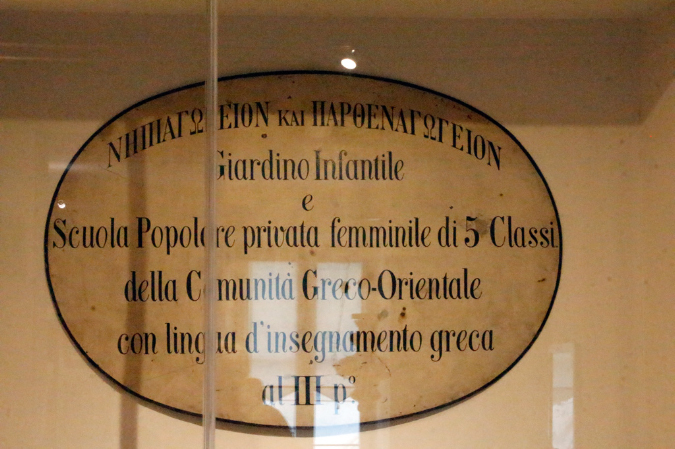 ΝΗΠΙΑΓΩΓΕΙΟΝ ΚΑΙ ΠΑΡΘΕΝΑΓΩΓΕΙΟΝ
Giardino Infantile
e
Scuola Popolare privata femminile di 5 Classi
della Comunità Greco-Orientale
con lingua d'insegnamento greca
al III p.º